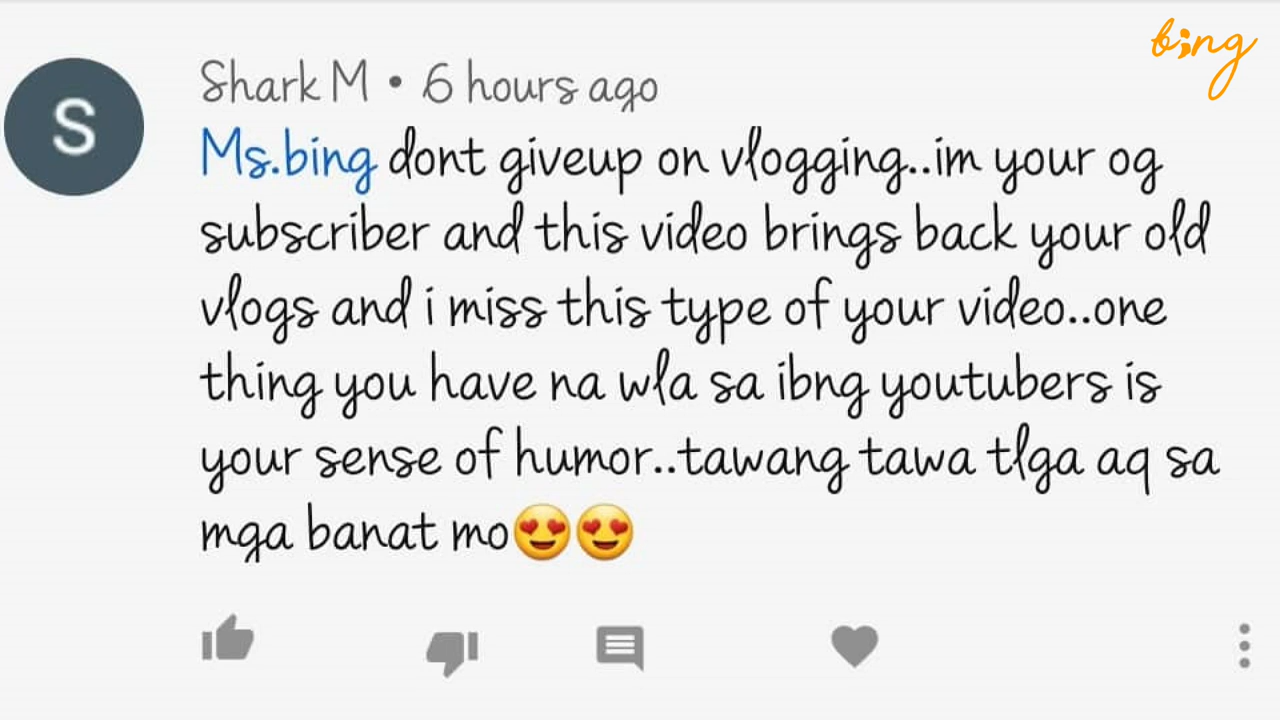 bing
Shark M • 6 hours ago
Ms.bing dont giveup on vlogging..im your og
subscriber and this video brings back your old
vlogs and i miss this type of your video..one
thing you have na wla sa ibng youtubers is
your sense of humor..tawang tawa tlga aq sa
mga banat mo😍😍
S